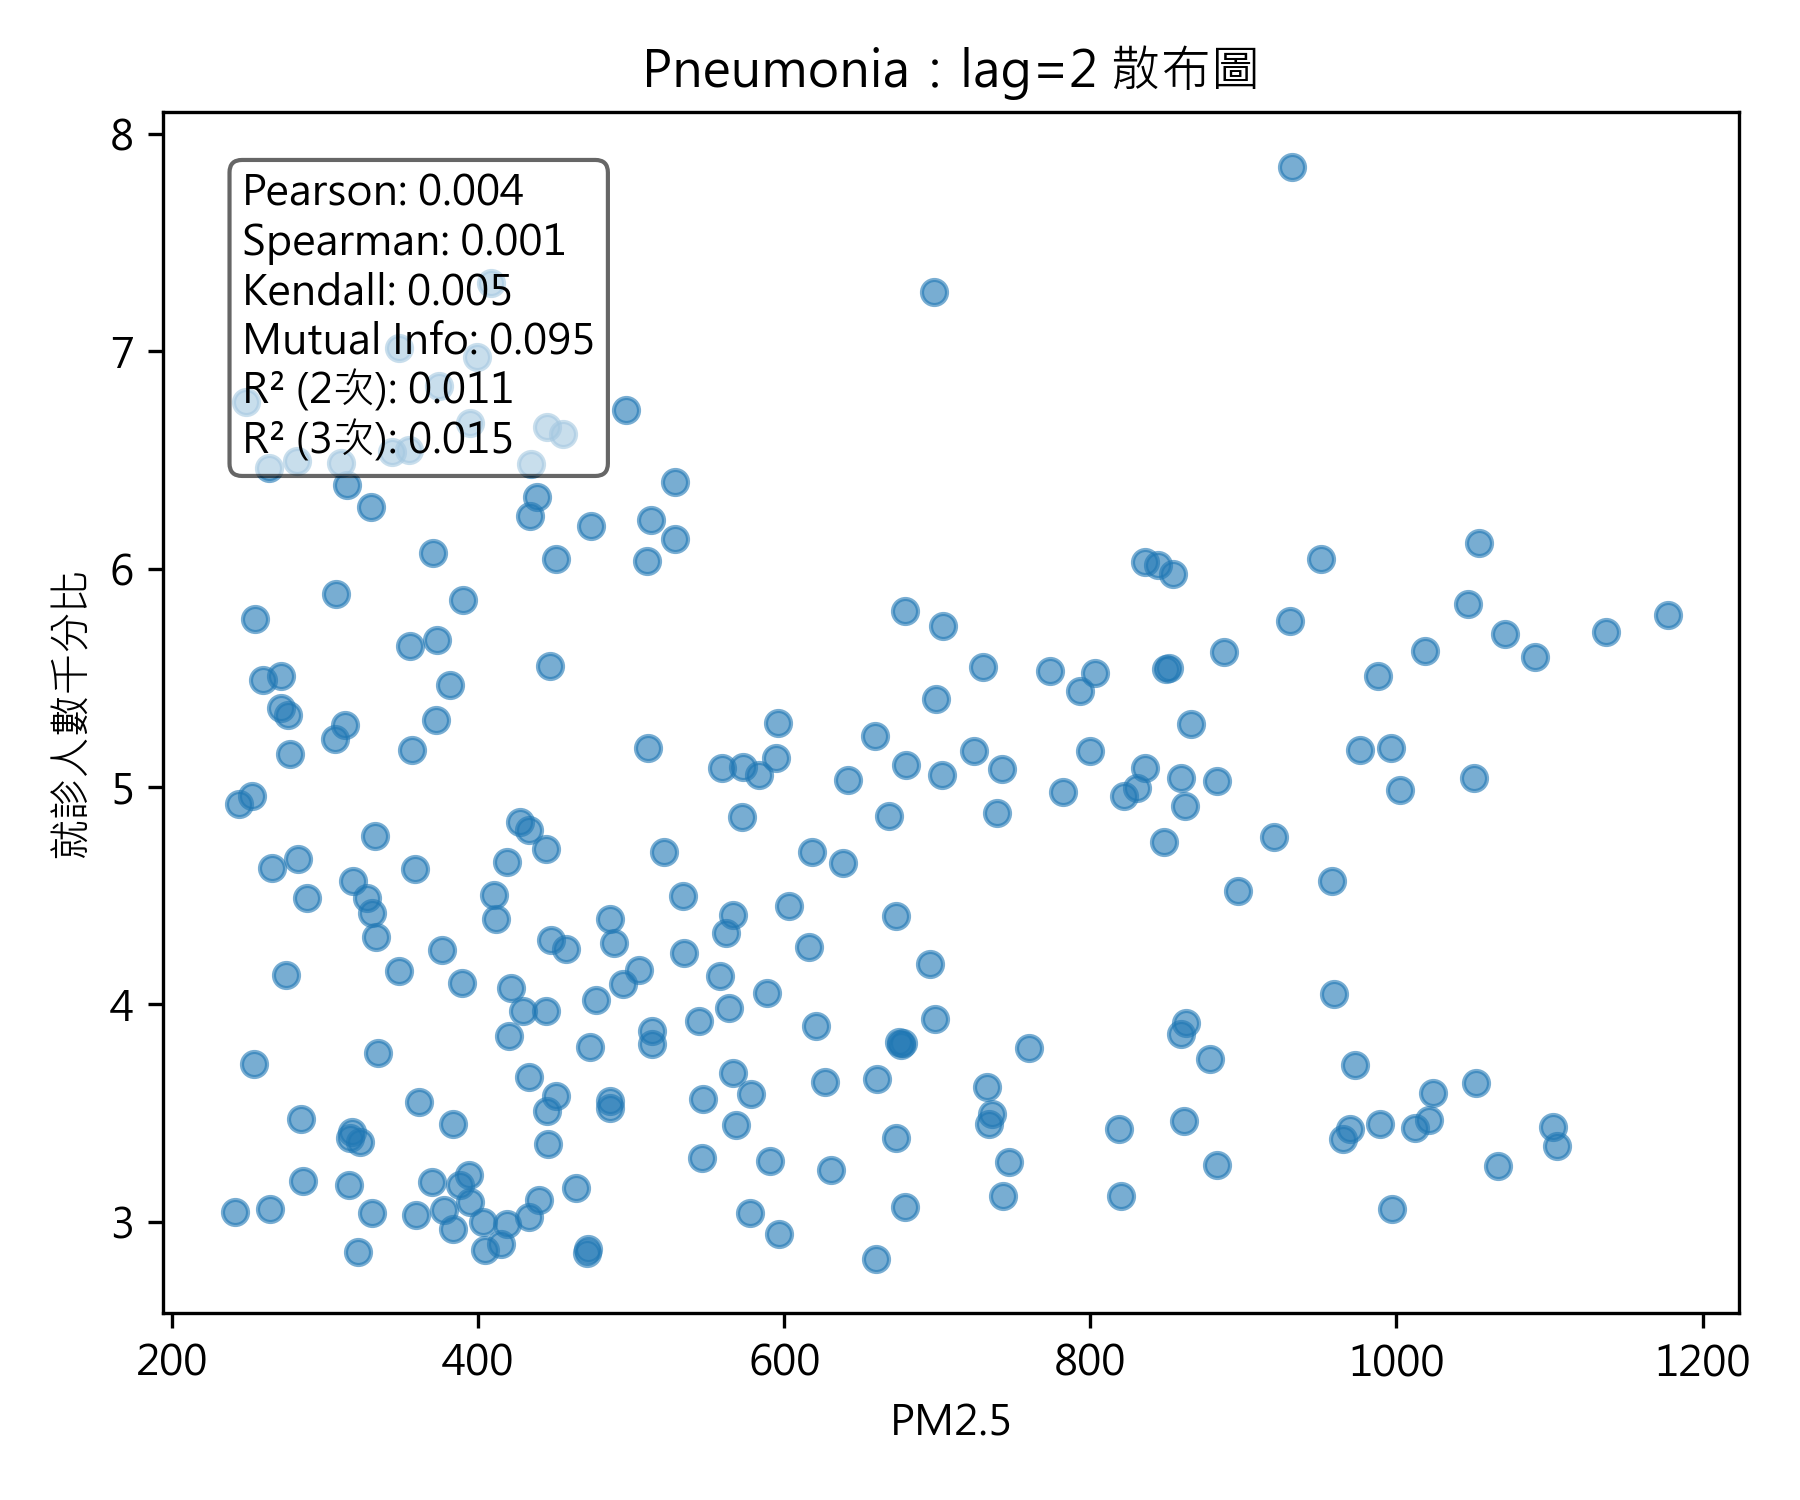 Pneumonia：lag=2 散布圖
8
7
6
5
4
3
就診人數千分比
Pearson: 0.004
Spearman: 0.001
Kendall: 0.005
Mutual Info: 0.095
R² (2次): 0.011
R² (3次): 0.015
200 400 600 800 1000 1200
PM2.5